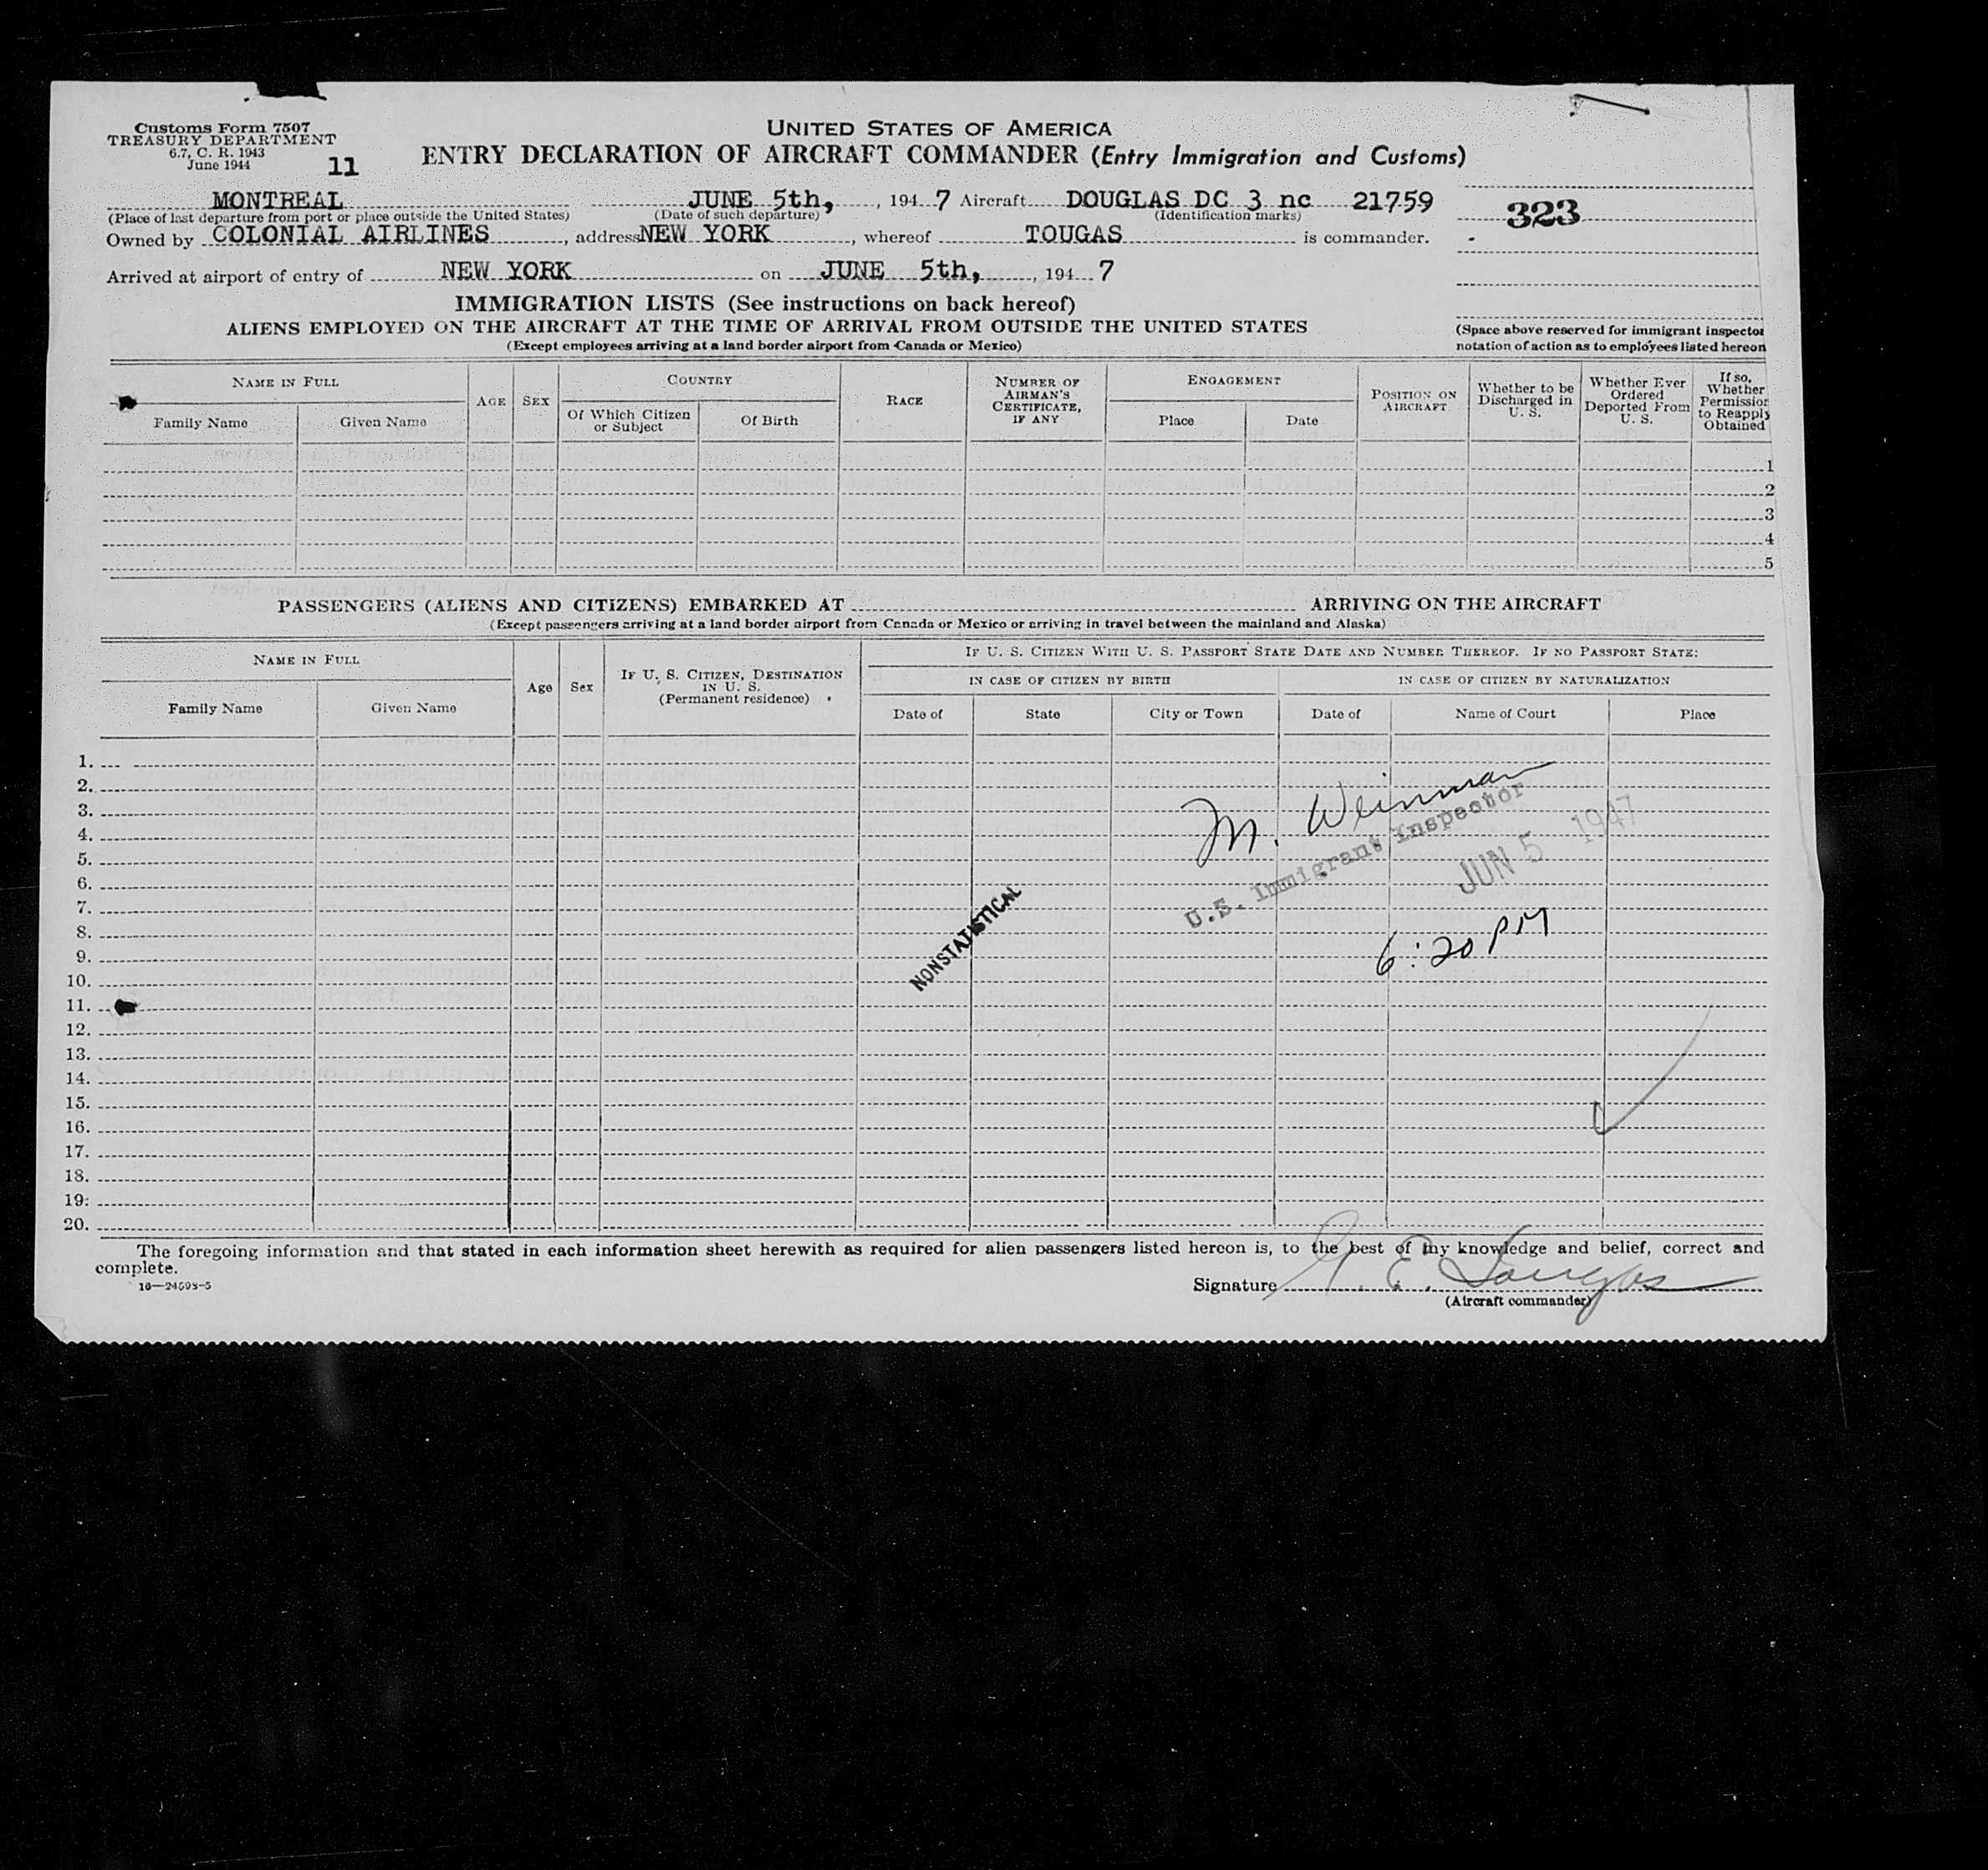 Customs Form 7507
TREASURY DEPARTMENT
6.7, C. R. 1943
June 1944
11
UNITED STATES OF AMERICA
ENTRY DECLARATION OF AIRCRAFT COMMANDER (Entry Immigration and Customs)
MONTREAL JUNE 5th, , 194 7 Aircraft DOUGLAS DC 3 nc 21759
(Place of last departure from port or place outside the United States) (Date of such departure) (Identification marks)
323
Owned by COLONIAL AIRLINES , address NEW YORK , whereof TOUGAS is commander.
Arrived at airport of entry of NEW YORK on JUNE 5th, , 194 7
IMMIGRATION LISTS (See instructions on back hereof)
ALIENS EMPLOYED ON THE AIRCRAFT AT THE TIME OF ARRIVAL FROM OUTSIDE THE UNITED STATES
(Except employees arriving at a land border airport from Canada or Mexico)
(Space above reserved for immigrant inspector
notation of action as to employees listed hereon
NAME IN FULL
Family Name Given Name
AGE SEX
COUNTRY
Of Which Citizen or Subject Of Birth
RACE
NUMBER OF AIRMAN'S CERTIFICATE, IF ANY
ENGAGEMENT
Place Date
POSITION ON AIRCRAFT
Whether to be Discharged in U. S.
Whether Ever Ordered Deported From U. S.
If so, Whether Permission to Reapply Obtained
1
2
3
4
5
PASSENGERS (ALIENS AND CITIZENS) EMBARKED AT ARRIVING ON THE AIRCRAFT
(Except passengers arriving at a land border airport from Canada or Mexico or arriving in travel between the mainland and Alaska)
NAME IN FULL
Family Name Given Name
Age Sex
IF U. S. CITIZEN, DESTINATION IN U. S.
(Permanent residence)
IF U. S. CITIZEN WITH U. S. PASSPORT STATE DATE AND NUMBER THEREOF. IF NO PASSPORT STATE:
IN CASE OF CITIZEN BY BIRTH IN CASE OF CITIZEN BY NATURALIZATION
Date of State City or Town Date of Name of Court Place
1.
2.
3.
4.
5.
6.
7.
8.
9.
10.
11.
12.
13.
14.
15.
16.
17.
18.
19.
20.
M. Weinman
U.S. Immigrant Inspector
JUN 5 1947
6:20 PM
NONSTATISTICAL
The foregoing information and that stated in each information sheet herewith as required for alien passengers listed hereon is, to the best of my knowledge and belief, correct and
complete.
16—24598-5
Signature G. E. Tougas
(Aircraft commander)